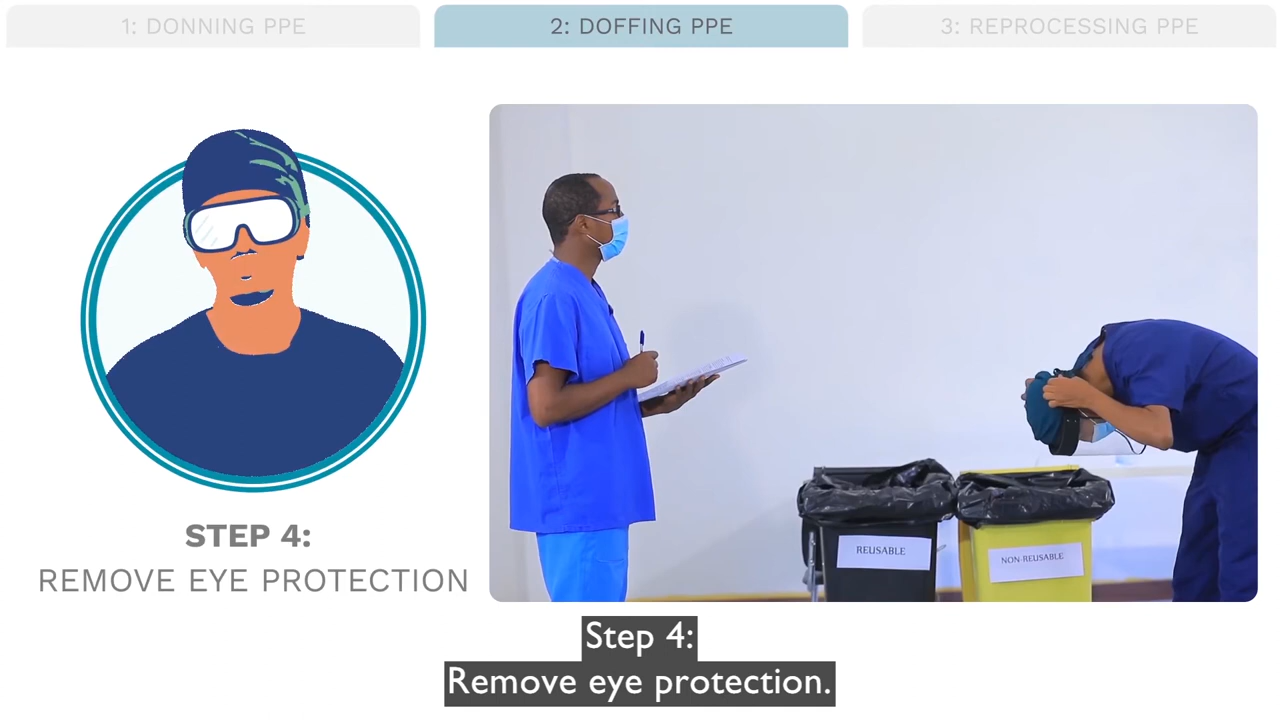 1: DONNING PPE
2: DOFFING PPE
3: REPROCESSING PPE
STEP 4:
REMOVE EYE PROTECTION
REUSABLE
NON-REUSABLE
Step 4:
Remove eye protection.